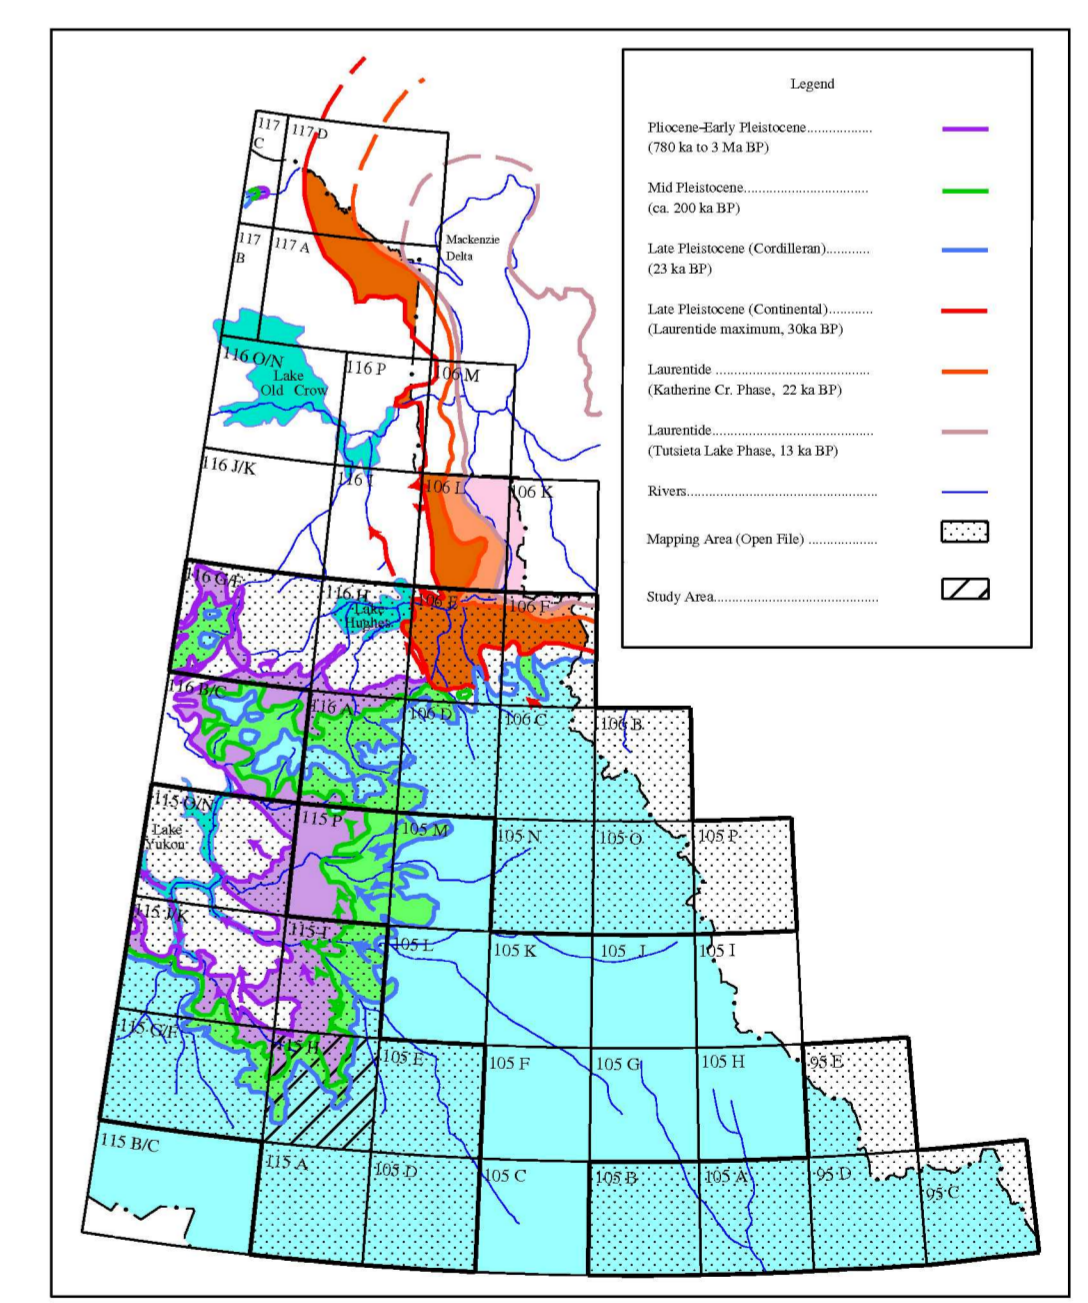 Legend
Pliocene-Early Pleistocene...................
(780 ka to 3 Ma BP)
Mid Pleistocene....................................
(ca. 200 ka BP)
Late Pleistocene (Cordilleran)............
(23 ka BP)
Late Pleistocene (Continental)............
(Laurentide maximum, 30ka BP)
Laurentide ............................................
(Katherine Cr. Phase, 22 ka BP)
Laurentide..............................................
(Tutsieta Lake Phase, 13 ka BP)
Rivers......................................................
Mapping Area (Open File) ....................
Study Area..............................................
117
C
117 D
117
B
117 A
Mackenzie
Delta
116 O/N
Lake
Old Crow
116 P
106 M
116 J/K
116 I
106 L
106 K
116 G/F
116 H
Lake
Hughes
106 E
106 F
116 B/C
116 A
106 D
106 C
106 B
115 O/N
Lake
Yukon
115 P
105 M
105 N
105 O
105 P
115 J/K
115 I
105 L
105 K
105 J
105 I
115 G/F
115 H
105 E
105 F
105 G
105 H
95 E
115 B/C
115 A
105 D
105 C
105 B
105 A
95 D
95 C